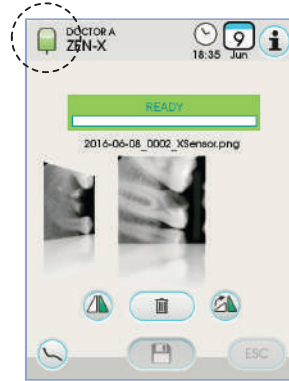 DOCTOR A
ZEN-X
18:35
9
Jun
i
READY
2016-06-08_0002_XSensor.png
ESC